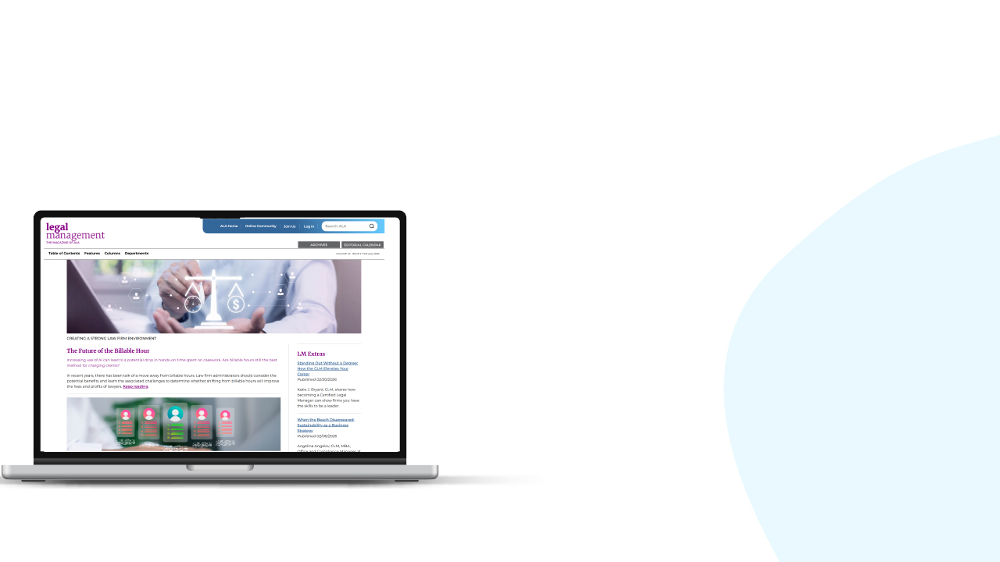 legal
management
THE MAGAZINE OF ALA
ALA Home Online Community Join Us Log In Search ALA
ARCHIVES EDITORIAL CALENDAR
Table of Contents Features Columns Departments
CREATING A STRONG LAW FIRM ENVIRONMENT
The Future of the Billable Hour
Increasing use of AI can lead to a potential drop in hands-on time spent on casework. Are billable hours still the best
method for charging clients?
In recent years, there has been talk of a move away from billable hours. Law firm administrators should consider the
potential benefits and learn the associated challenges to determine whether shifting from billable hours will improve
the lives and profits of lawyers. Keep reading.
LM Extras
Standing Out Without a Degree:
How the CLM Elevates Your
Career
Published 02/20/2026
Katie J. Bryant, CLM, shares how
becoming a Certified Legal
Manager can show firms you have
the skills to be a leader.
When the Beach Disappeared:
Sustainability as a Business
Strategy
Published 02/06/2026
Angelina Angelov, CLM, MBA,
Office and Compliance Manager at